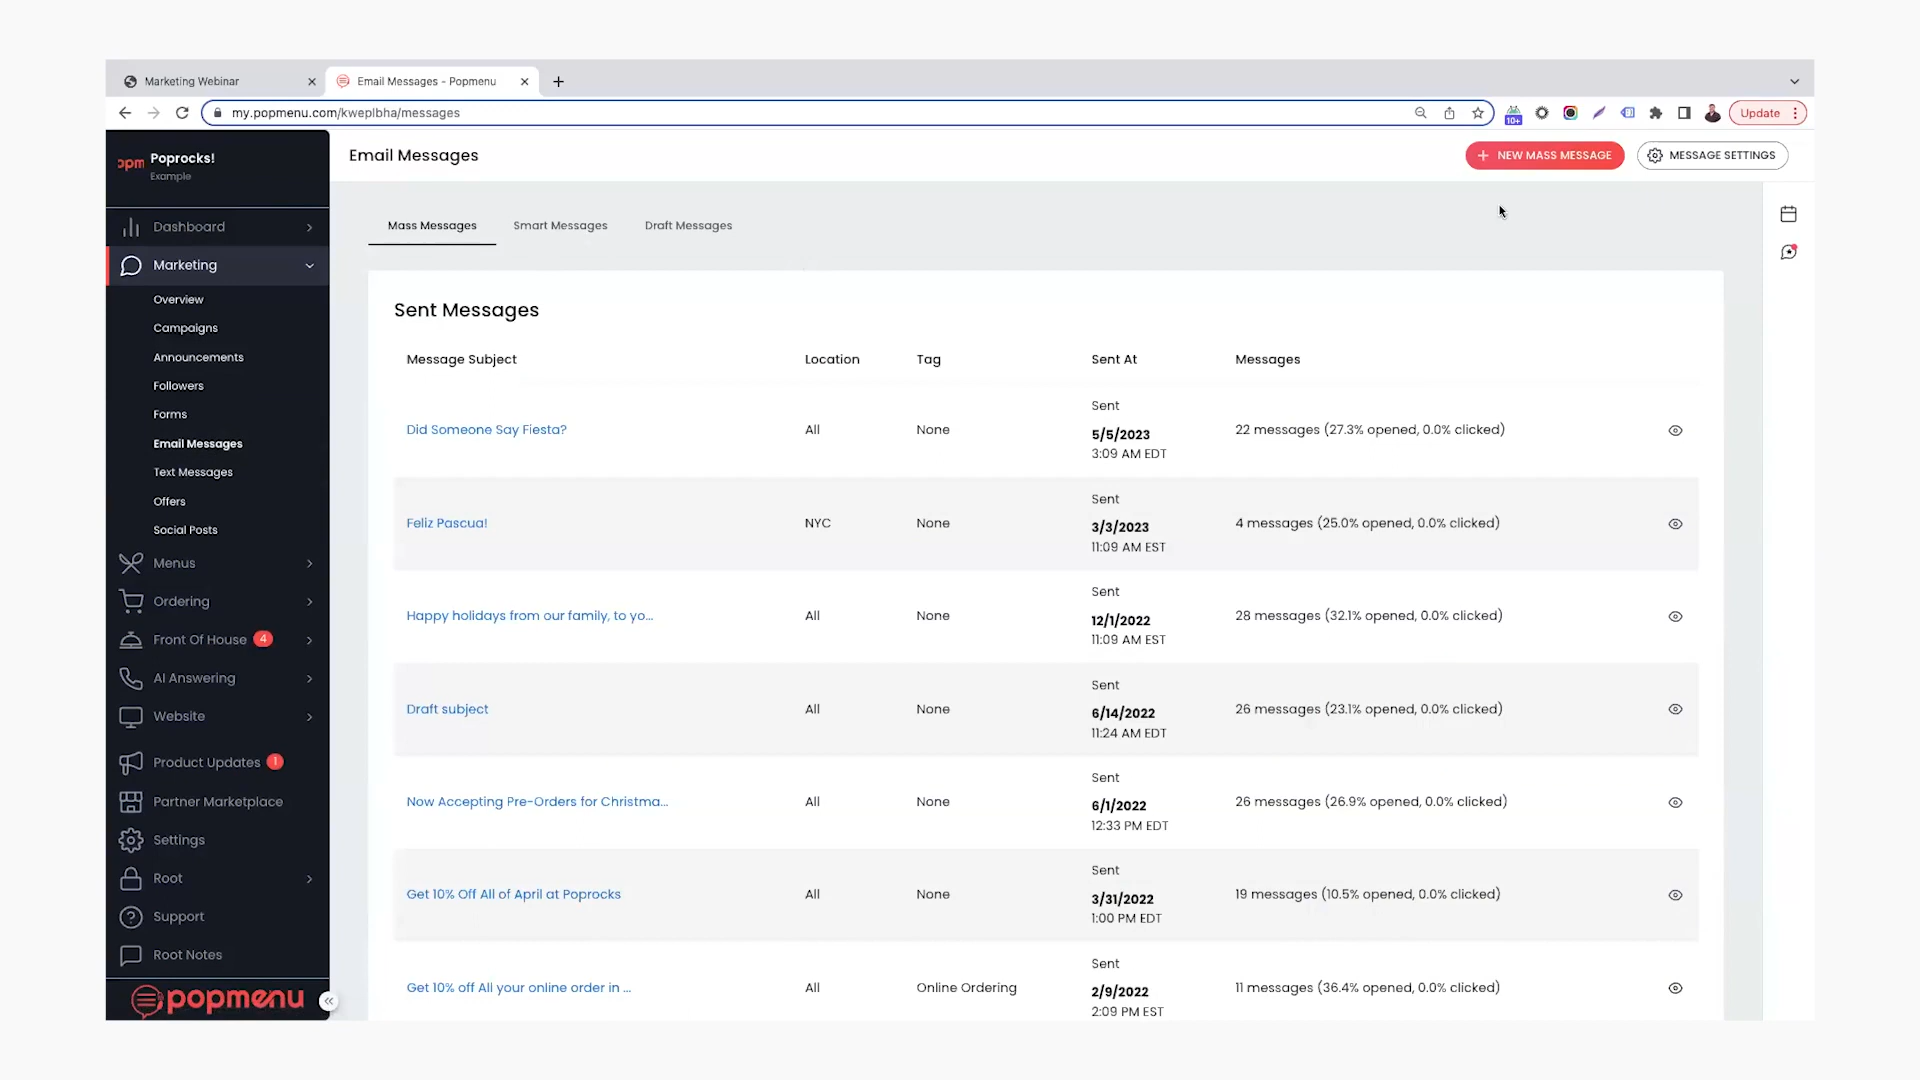 Marketing Webinar
Email Messages - Popmenu
my.popmenu.com/kweplbha/messages
10+
Update
opm
Poprocks!
Example
Email Messages
NEW MASS MESSAGE
MESSAGE SETTINGS
Dashboard
Marketing
Overview
Campaigns
Announcements
Followers
Forms
Email Messages
Text Messages
Offers
Social Posts
Menus
Ordering
Front Of House 4
AI Answering
Website
Product Updates 1
Partner Marketplace
Settings
Root
Support
Root Notes
popmenu
Mass Messages Smart Messages Draft Messages
Sent Messages
Message Subject Location Tag Sent At Messages
Sent
Did Someone Say Fiesta? All None 5/5/2023 22 messages (27.3% opened, 0.0% clicked)
3:09 AM EDT
Sent
Feliz Pascua! NYC None 3/3/2023 4 messages (25.0% opened, 0.0% clicked)
11:09 AM EST
Sent
Happy holidays from our family, to yo... All None 12/1/2022 28 messages (32.1% opened, 0.0% clicked)
11:09 AM EST
Sent
Draft subject All None 6/14/2022 26 messages (23.1% opened, 0.0% clicked)
11:24 AM EDT
Sent
Now Accepting Pre-Orders for Christma... All None 6/1/2022 26 messages (26.9% opened, 0.0% clicked)
12:33 PM EDT
Sent
Get 10% Off All of April at Poprocks All None 3/31/2022 19 messages (10.5% opened, 0.0% clicked)
1:00 PM EDT
Sent
Get 10% off All your online order in ... All Online Ordering 2/9/2022 11 messages (36.4% opened, 0.0% clicked)
2:09 PM EST